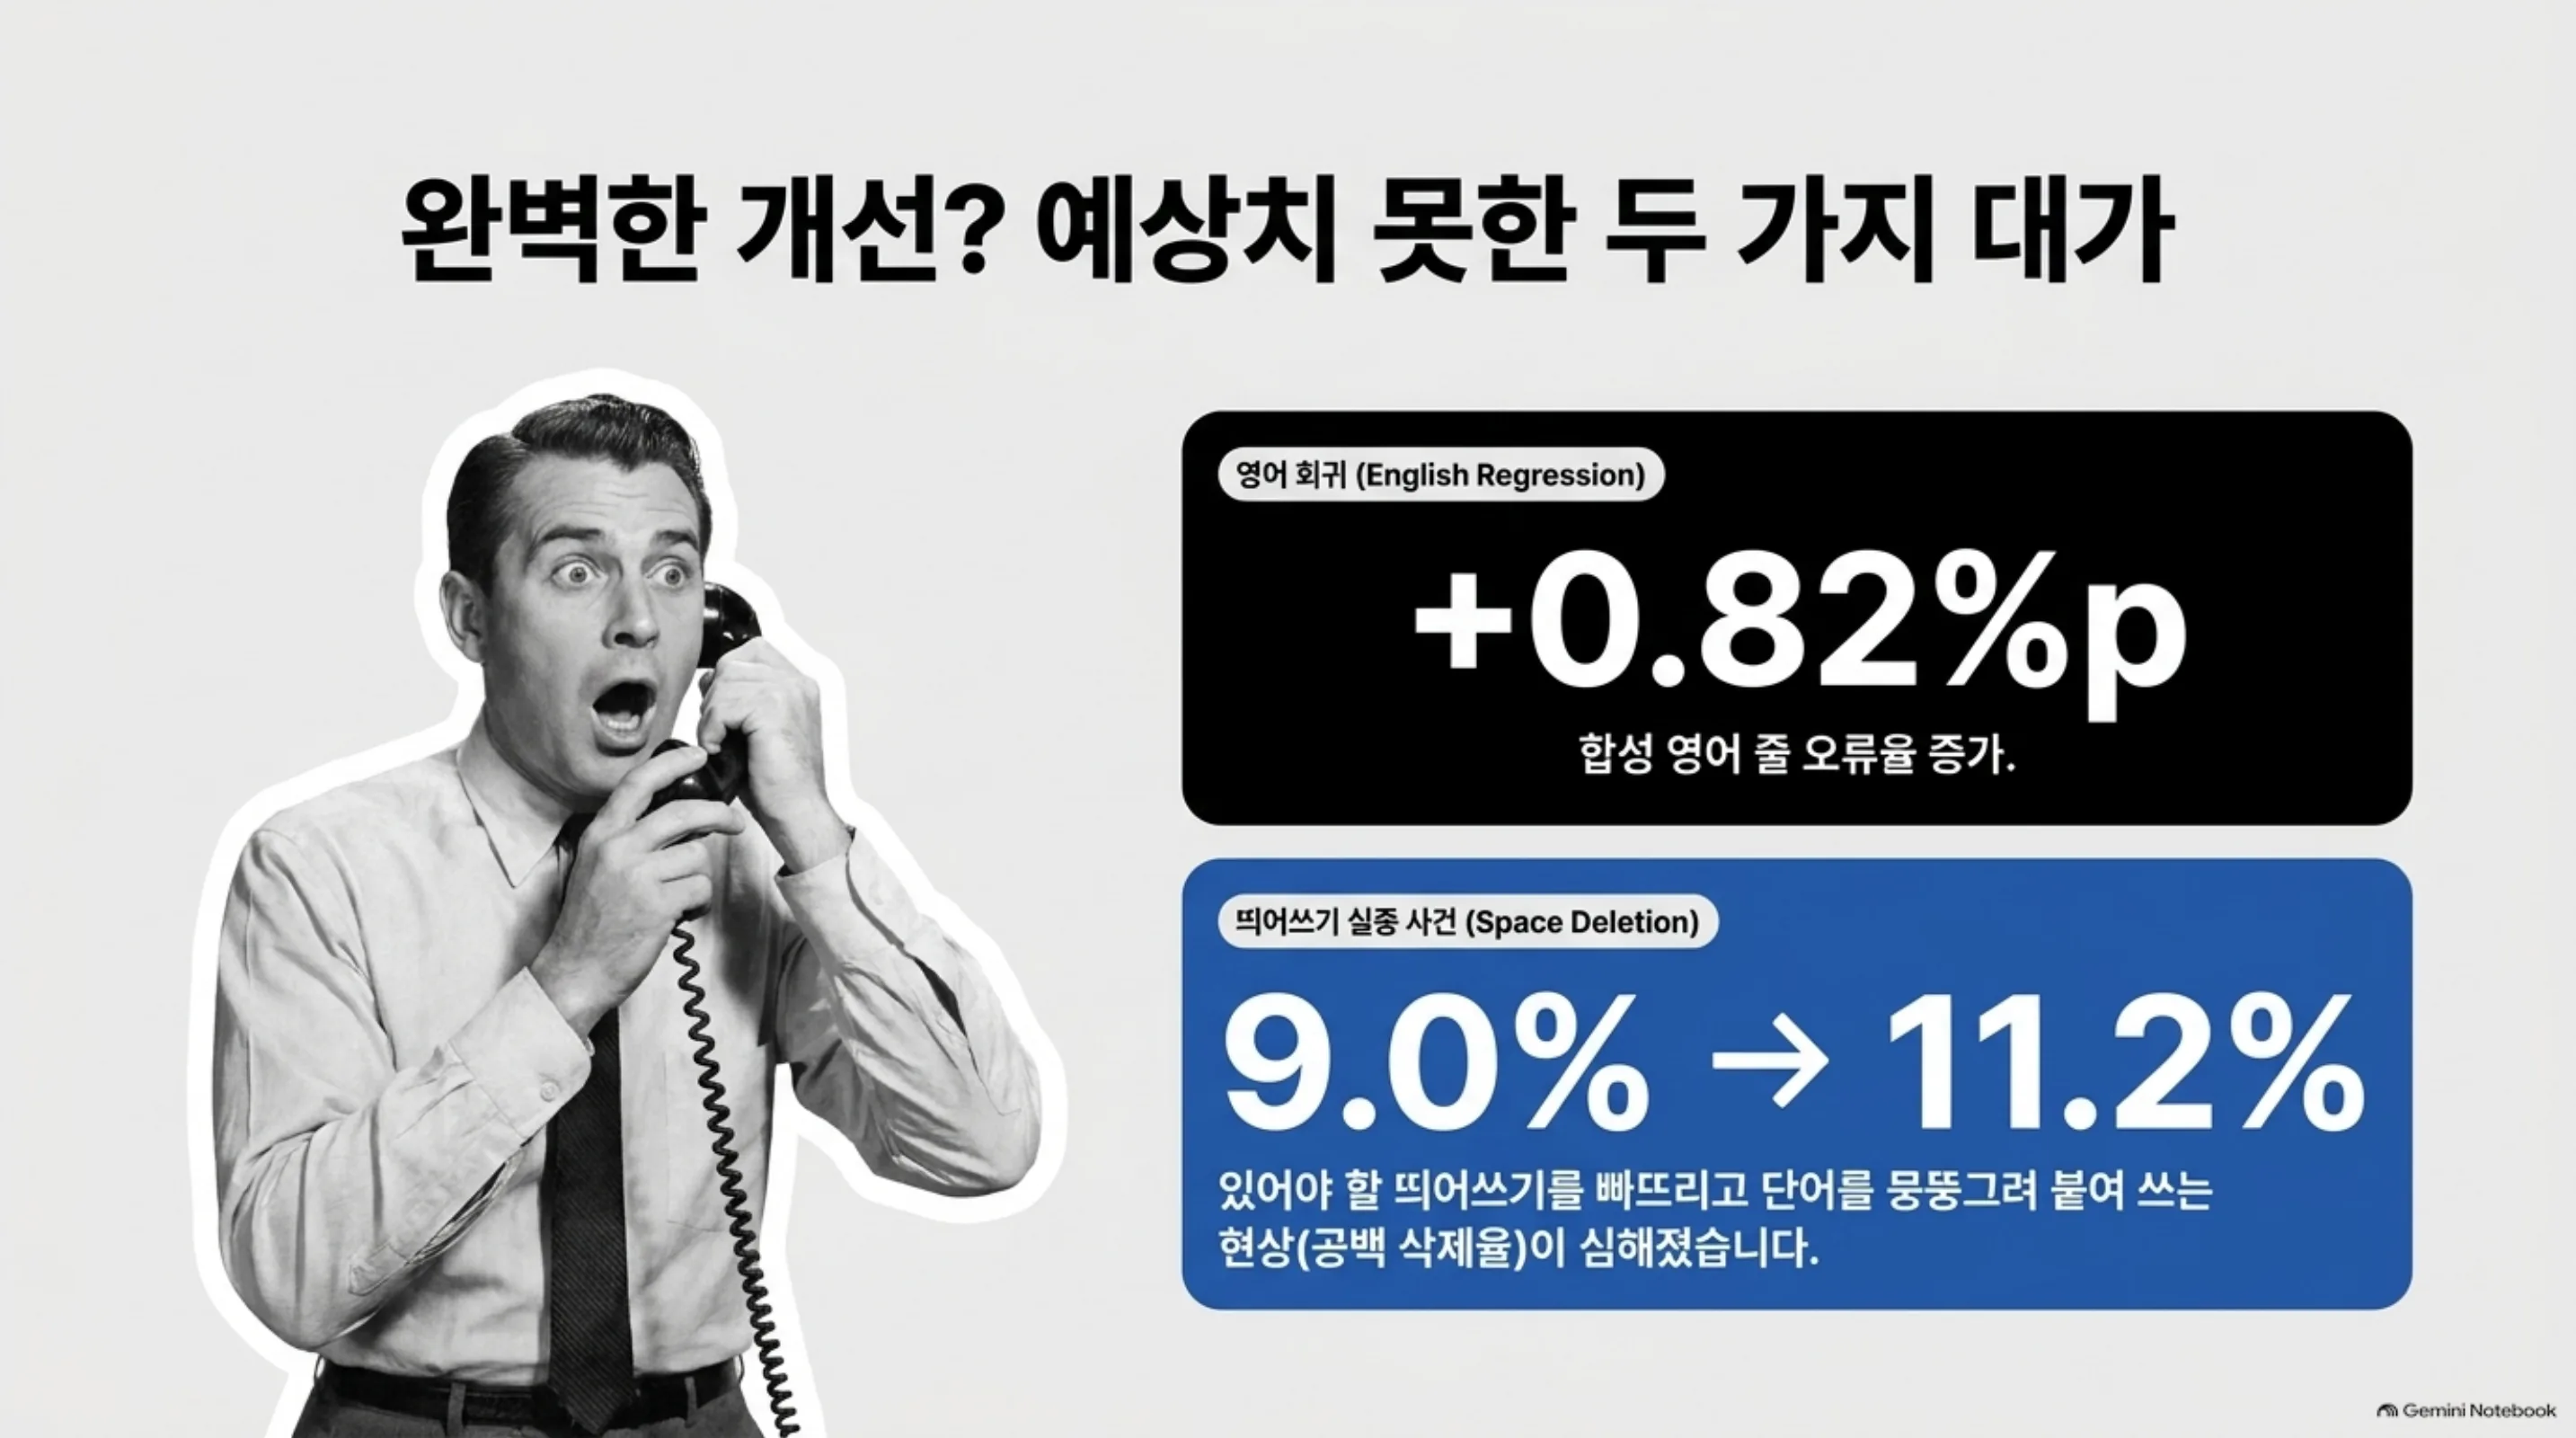 완벽한 개선? 예상치 못한 두 가지 대가
영어 회귀 (English Regression)
+0.82%p
합성 영어 줄 오류율 증가.
띄어쓰기 실종 사건 (Space Deletion)
9.0% → 11.2%
있어야 할 띄어쓰기를 빠뜨리고 단어를 뭉뚱그려 붙여 쓰는
현상(공백 삭제율)이 심해졌습니다.
Gemini Notebook